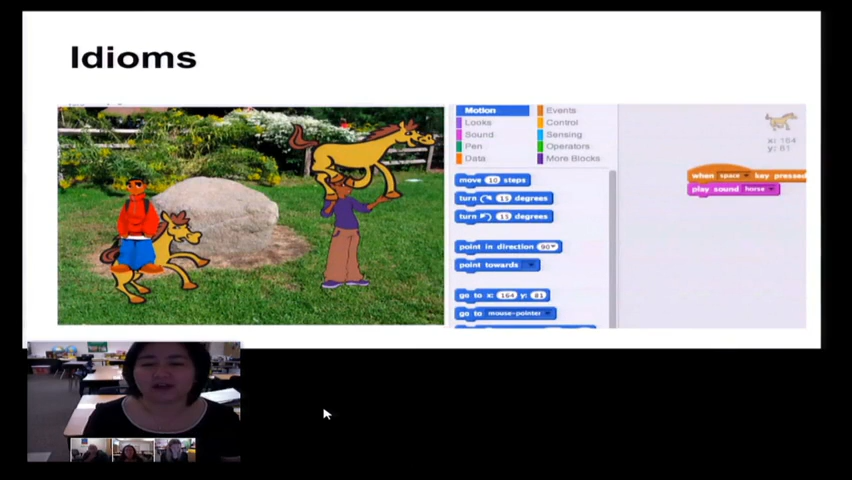 Idioms
Motion
Events
Looks
Control
Sound
Sensing
Pen
Operators
Data
More Blocks
x: 164
y: 81
move 10 steps
when space key pressed
play sound horse
turn 15 degrees
turn 15 degrees
point in direction 90
point towards
go to x: 164 y: 81
go to mouse-pointer